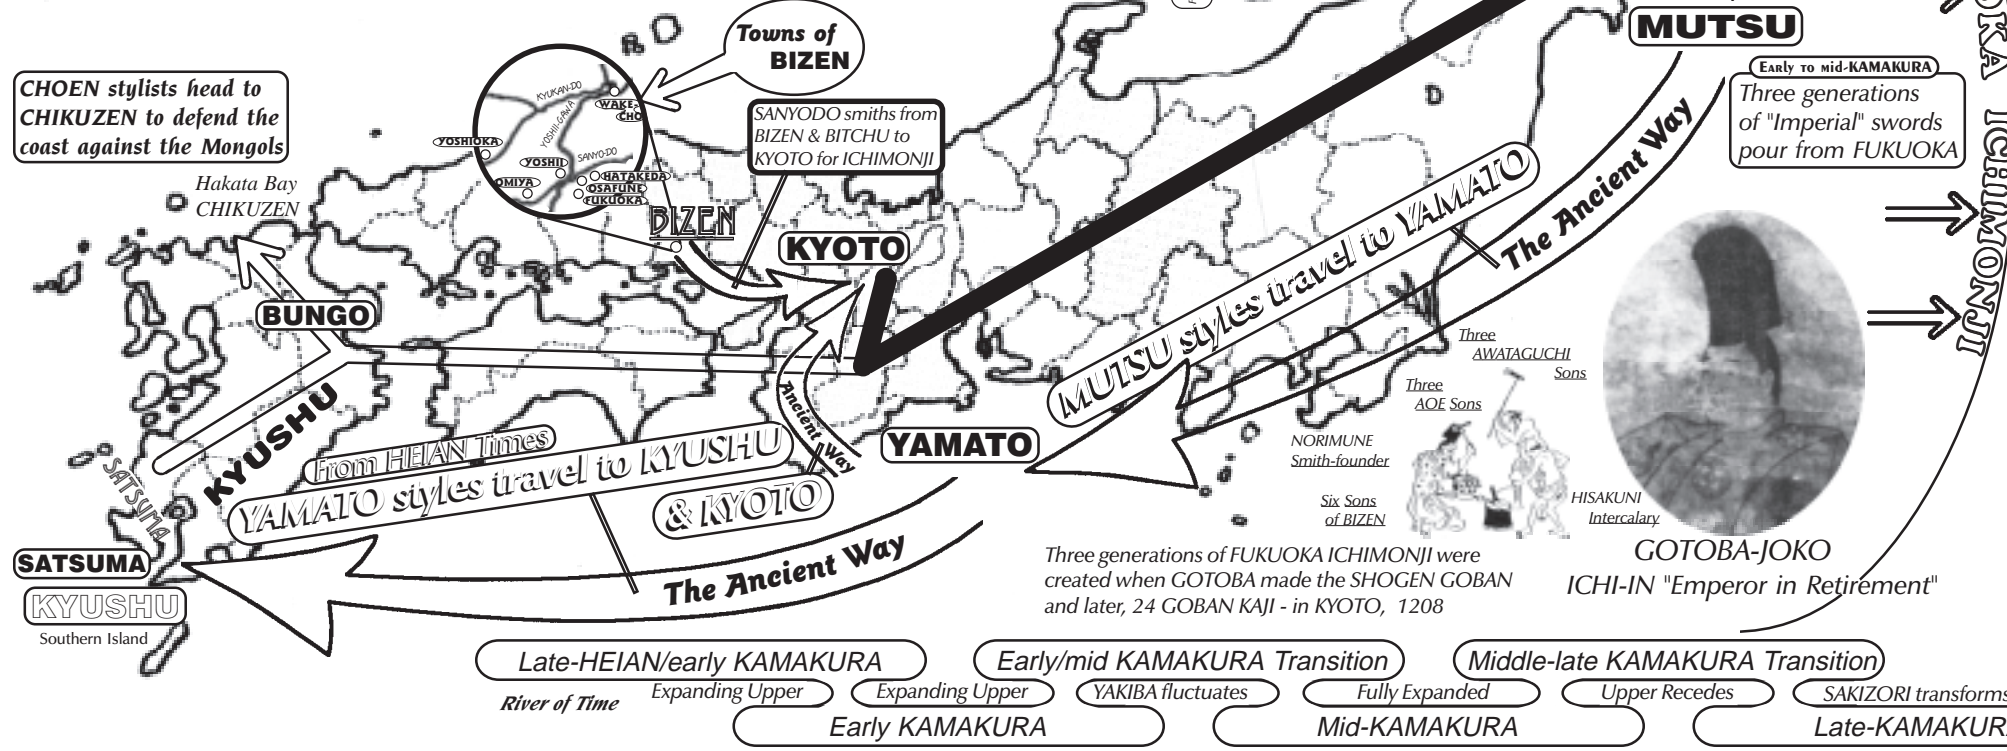 Towns of
BIZEN
CHOEN stylists head to
CHIKUZEN to defend the
coast against the Mongols
Hakata Bay
CHIKUZEN
KYUKAN-DO
YOSHII-GAWA
SANYO-DO
WAKE-
CHO
YOSHIOKA
YOSHII
OMIYA
HATAKEDA
OSAFUNE
FUKUOKA
BIZEN
SANYODO smiths from
BIZEN & BITCHU to
KYOTO for ICHIMONJI
KYOTO
MUTSU
Early to mid-KAMAKURA
Three generations
of "Imperial" swords
pour from FUKUOKA
OKA ICHIMONJI
D
R
MUTSU styles travel to YAMATO
The Ancient Way
BUNGO
KYUSHU
SATSUMA
From HEIAN Times
YAMATO styles travel to KYUSHU
& KYOTO
Ancient Way
YAMATO
The Ancient Way
SATSUMA
KYUSHU
Southern Island
Three
AWATAGUCHI
Sons
Three
AOE Sons
NORIMUNE
Smith-founder
Six Sons
of BIZEN
HISAKUNI
Intercalary
Three generations of FUKUOKA ICHIMONJI were
created when GOTOBA made the SHOGEN GOBAN
and later, 24 GOBAN KAJI - in KYOTO, 1208
GOTOBA-JOKO
ICHI-IN "Emperor in Retirement"
Late-HEIAN/early KAMAKURA
Early/mid KAMAKURA Transition
Middle-late KAMAKURA Transition
River of Time
Expanding Upper
Expanding Upper
YAKIBA fluctuates
Fully Expanded
Upper Recedes
SAKIZORI transforms
Early KAMAKURA
Mid-KAMAKURA
Late-KAMAKUR